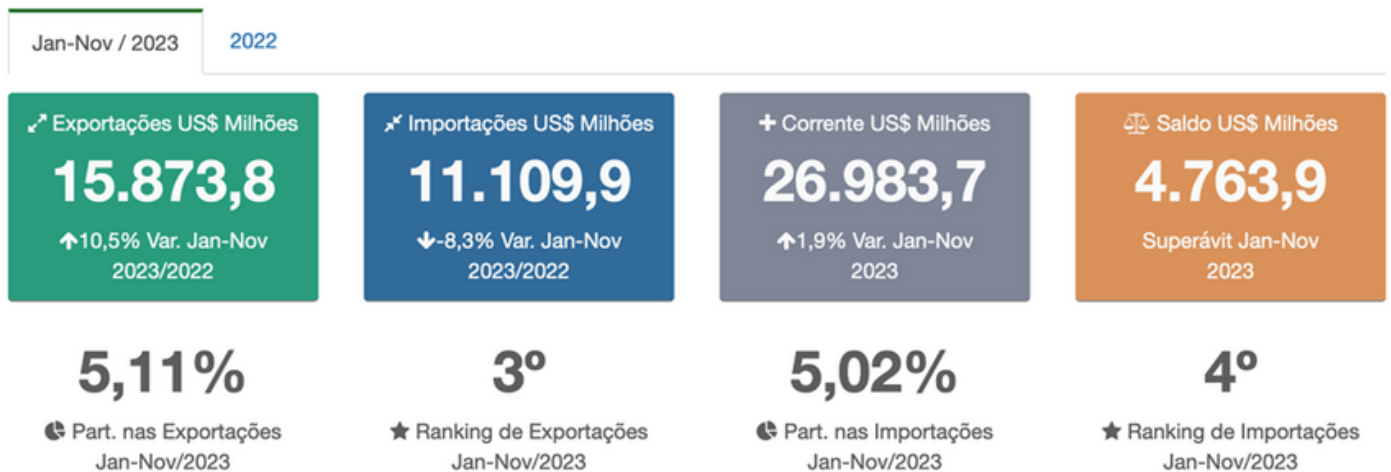 Jan-Nov / 2023
2022
Exportações US$ Milhões
15.873,8
10,5% Var. Jan-Nov
2023/2022
Importações US$ Milhões
11.109,9
-8,3% Var. Jan-Nov
2023/2022
Corrente US$ Milhões
26.983,7
1,9% Var. Jan-Nov
2023
Saldo US$ Milhões
4.763,9
Superávit Jan-Nov
2023
5,11%
Part. nas Exportações
Jan-Nov/2023
3º
Ranking de Exportações
Jan-Nov/2023
5,02%
Part. nas Importações
Jan-Nov/2023
4º
Ranking de Importações
Jan-Nov/2023